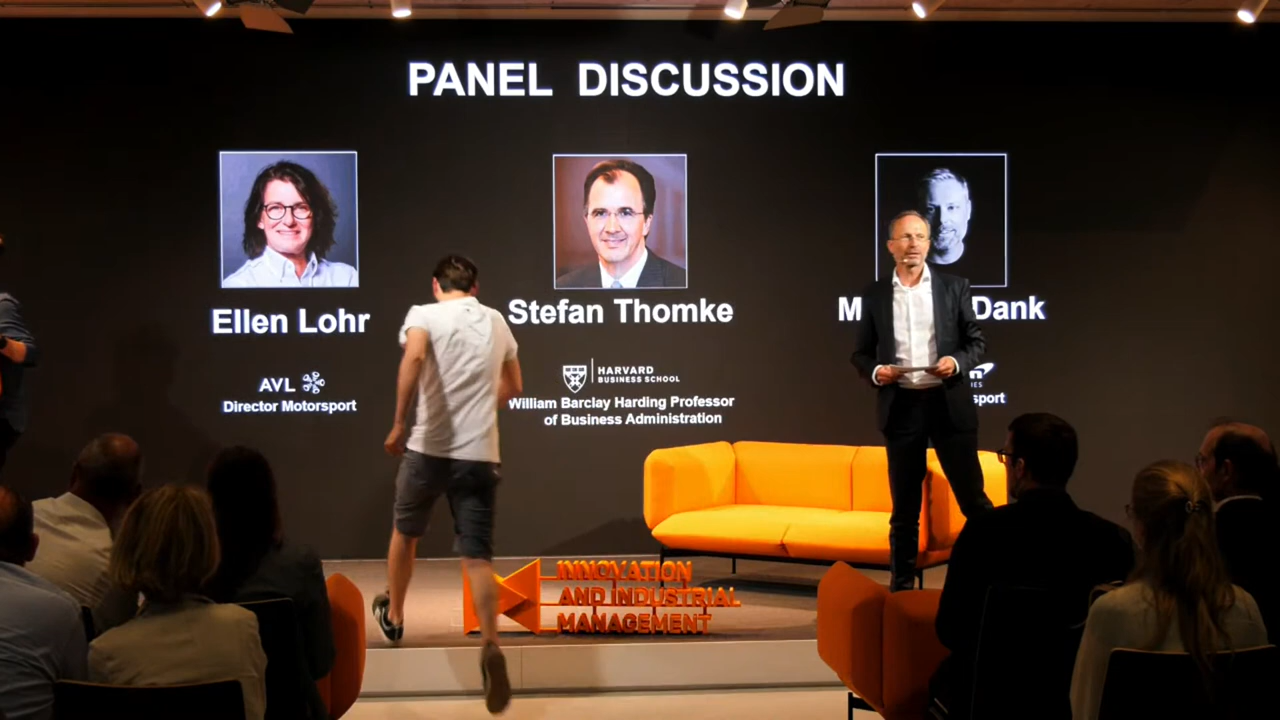 PANEL DISCUSSION
Ellen Lohr
Stefan Thomke
Dank
AVL
Director Motorsport
HARVARD
BUSINESS SCHOOL
William Barclay Harding Professor
of Business Administration
INNOVATION
AND INDUSTRIAL
MANAGEMENT